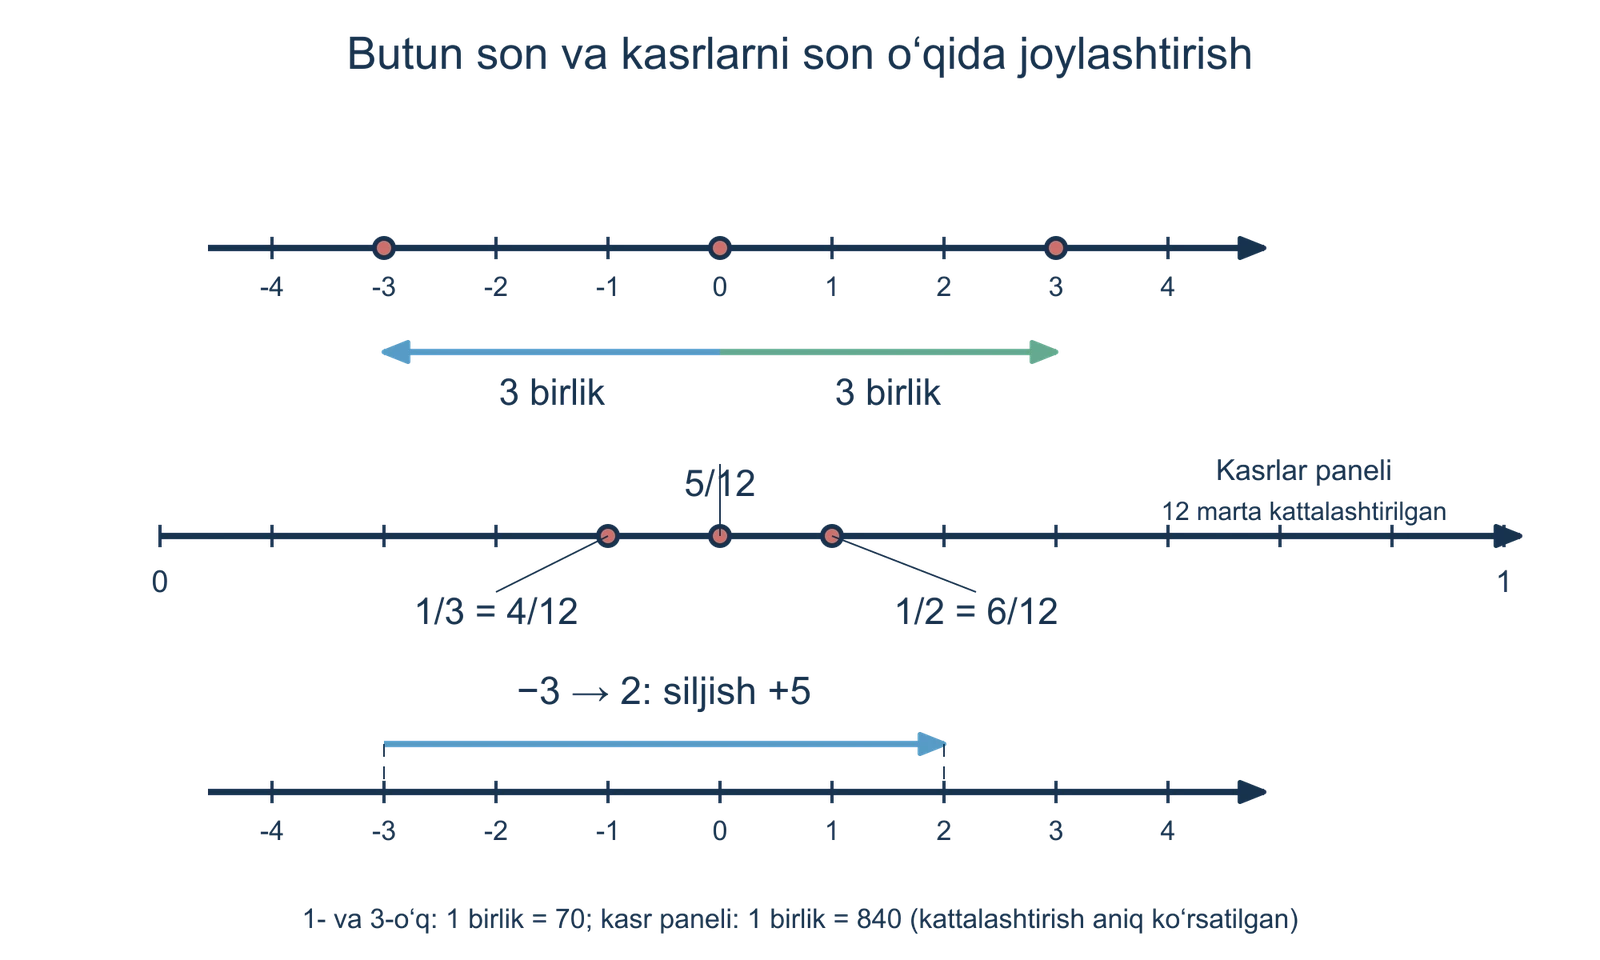 Butun son va kasrlarni son o‘qida joylashtirish
-4 -3 -2 -1 0 1 2 3 4
3 birlik 3 birlik
5/12
Kasrlar paneli
12 marta kattalashtirilgan
0 1
1/3 = 4/12 1/2 = 6/12
−3 → 2: siljish +5
-4 -3 -2 -1 0 1 2 3 4
1- va 3-o‘q: 1 birlik = 70; kasr paneli: 1 birlik = 840 (kattalashtirish aniq ko‘rsatilgan)